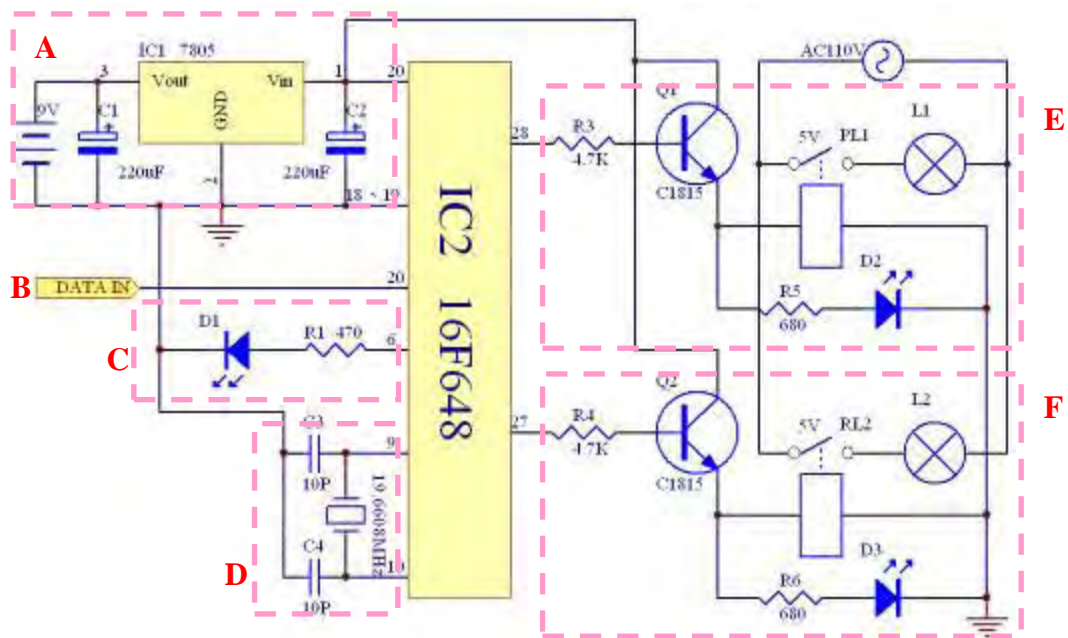 A
IC1 7805
3
Vout
Vin
1
20
GND
9V
C1
C2
220uF
220uF
2
18、19
B
DATA IN
20
C
D1
R1 470
6
D
C3
10P
9
19.6608MHz
C4
10P
10
IC2 16F648
28
R3
4.7K
Q1
C1815
AC110V
E
5V
PL1
L1
D2
R5
680
27
R4
4.7K
Q2
C1815
F
5V
RL2
L2
D3
R6
680